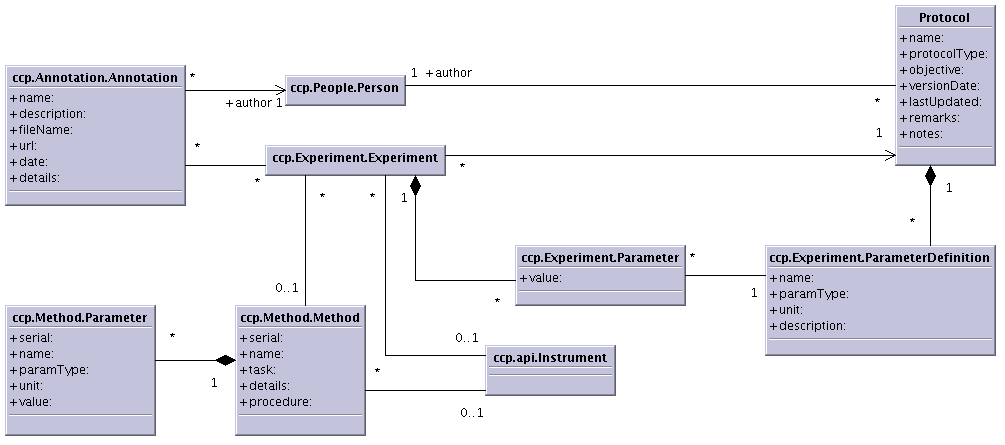 Protocol
+name:
+protocolType:
+objective:
+versionDate:
+lastUpdated:
+remarks:
+notes:
ccp.Annotation.Annotation
+name:
+description:
+fileName:
+url:
+date:
+details:
*
+author 1
ccp.People.Person
1 +author
*
*
*
ccp.Experiment.Experiment
*
1
*
*
1
1
*
ccp.Experiment.Parameter
+value:
*
1
*
ccp.Experiment.ParameterDefinition
+name:
+paramType:
+unit:
+description:
0..1
ccp.Method.Parameter
+serial:
+name:
+paramType:
+unit:
+value:
*
1
ccp.Method.Method
+serial:
+name:
+task:
+details:
+procedure:
0..1
ccp.api.Instrument
*
0..1